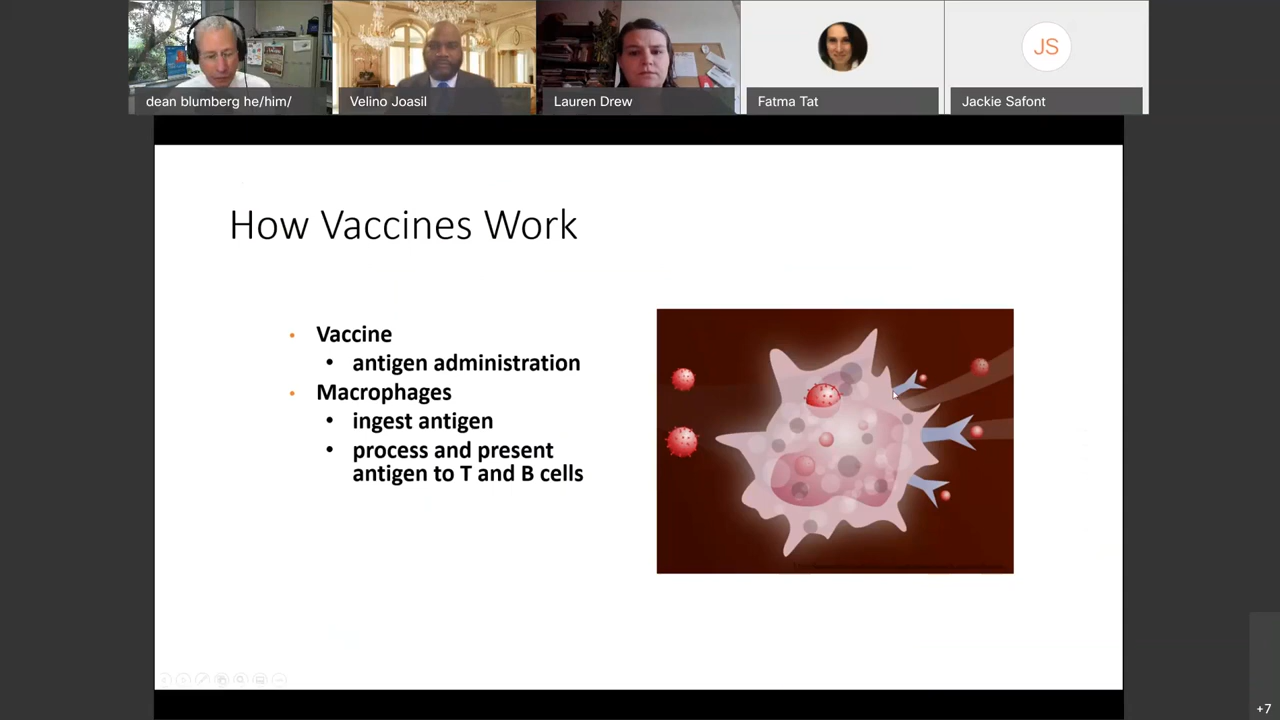 dean blumberg he/him/
Velino Joasil
Lauren Drew
Fatma Tat
JS
Jackie Safont
How Vaccines Work
• Vaccine
• antigen administration
• Macrophages
• ingest antigen
• process and present
antigen to T and B cells
+7